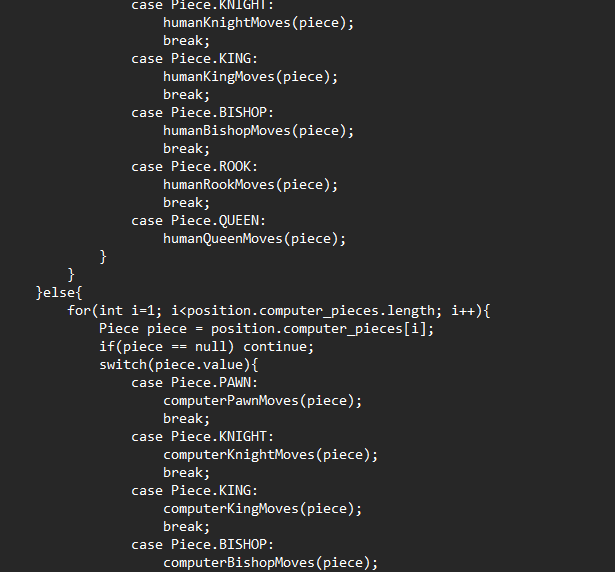 case Piece.KNIGHT:
humanKnightMoves(piece);
break;
case Piece.KING:
humanKingMoves(piece);
break;
case Piece.BISHOP:
humanBishopMoves(piece);
break;
case Piece.ROOK:
humanRookMoves(piece);
break;
case Piece.QUEEN:
humanQueenMoves(piece);
}
}
}else{
for(int i=1; i<position.computer_pieces.length; i++){
Piece piece = position.computer_pieces[i];
if(piece == null) continue;
switch(piece.value){
case Piece.PAWN:
computerPawnMoves(piece);
break;
case Piece.KNIGHT:
computerKnightMoves(piece);
break;
case Piece.KING:
computerKingMoves(piece);
break;
case Piece.BISHOP:
computerBishopMoves(piece);